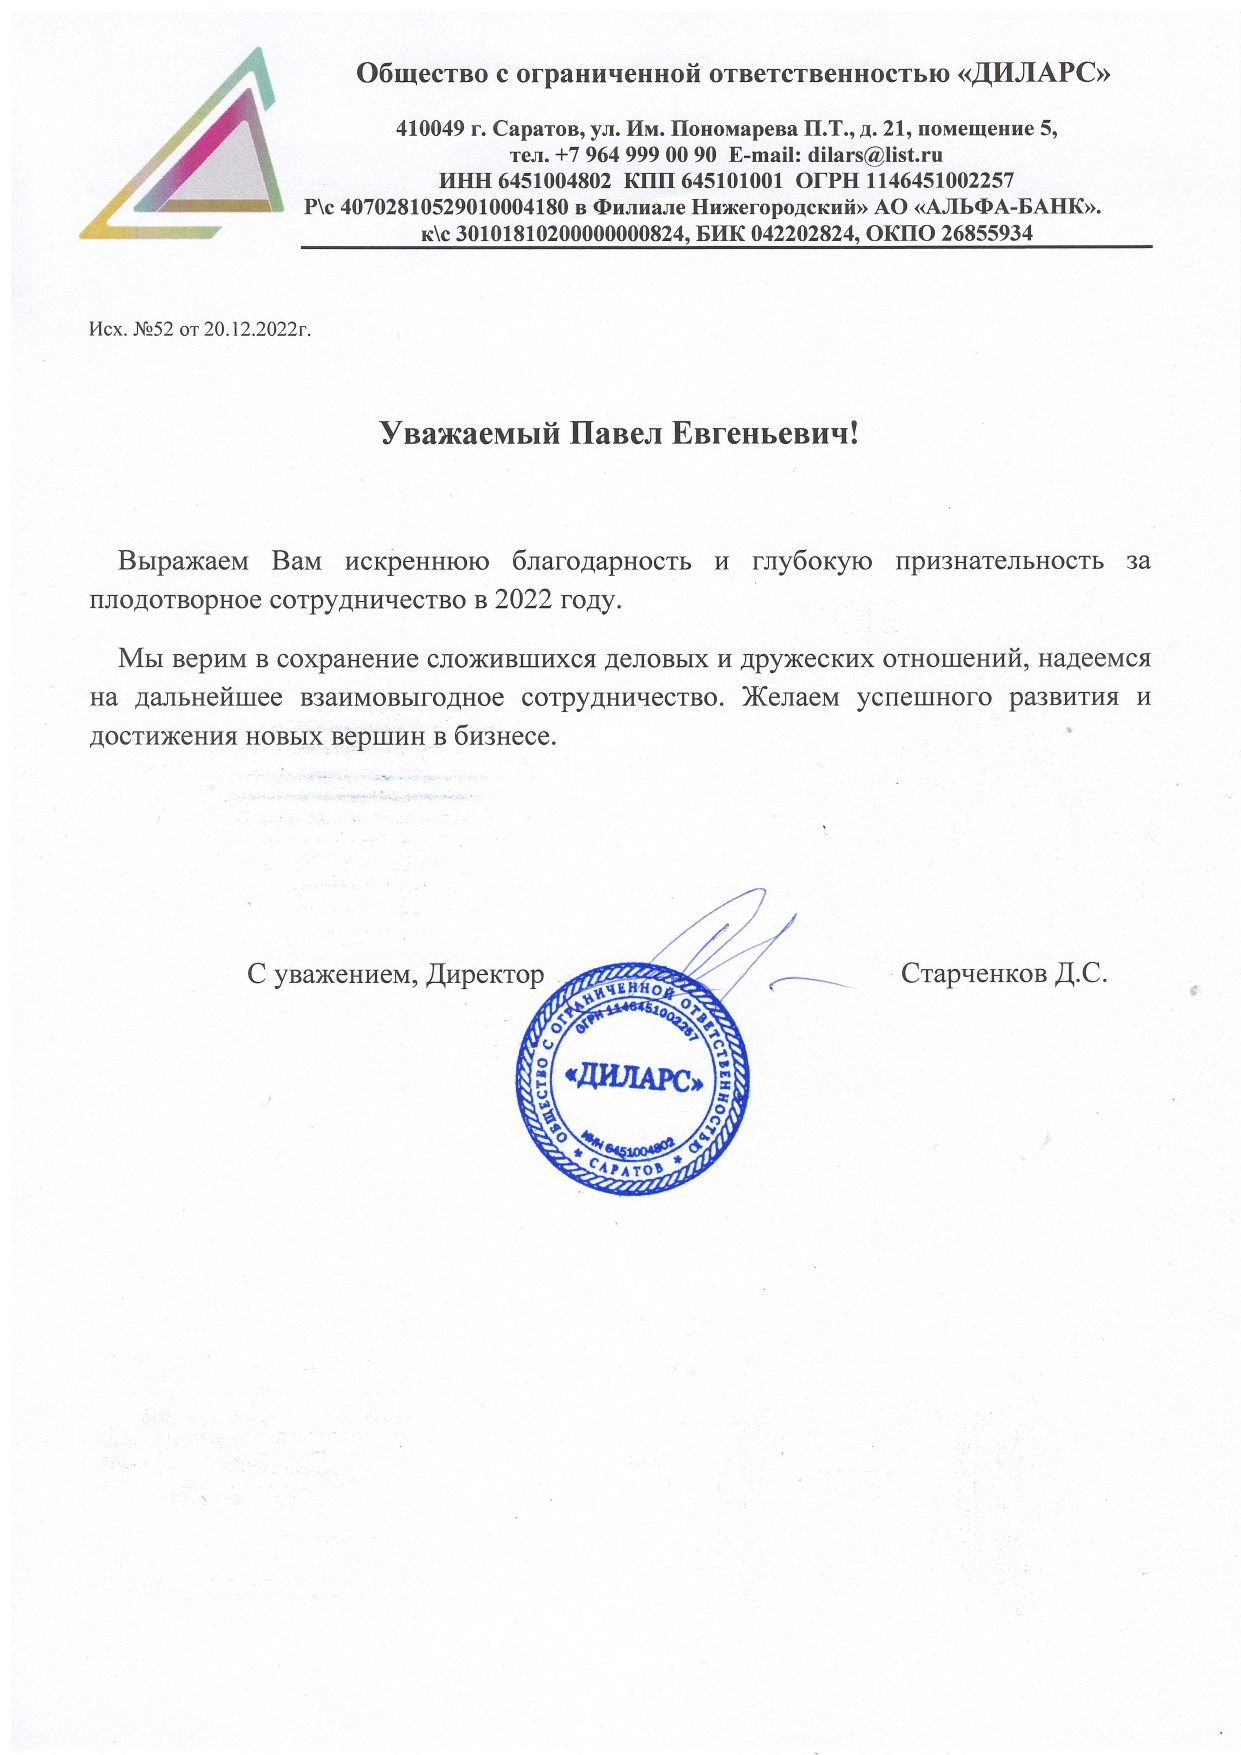 Общество с ограниченной ответственностью «ДИЛАРС»
410049 г. Саратов, ул. Им. Пономарева П.Т., д. 21, помещение 5,
тел. +7 964 999 00 90 E-mail: dilars@list.ru
ИНН 6451004802 КПП 645101001 ОГРН 1146451002257
Р\с 40702810529010004180 в Филиале Нижегородский» АО «АЛЬФА-БАНК».
к\с 30101810200000000824, БИК 042202824, ОКПО 26855934
Исх. №52 от 20.12.2022г.
Уважаемый Павел Евгеньевич!
Выражаем Вам искреннюю благодарность и глубокую признательность за
плодотворное сотрудничество в 2022 году.
Мы верим в сохранение сложившихся деловых и дружеских отношений, надеемся
на дальнейшее взаимовыгодное сотрудничество. Желаем успешного развития и
достижения новых вершин в бизнесе.
С уважением, Директор Старченков Д.С.
ОБЩЕСТВО С ОГРАНИЧЕННОЙ ОТВЕТСТВЕННОСТЬЮ
ОГРН 1146451002257
«ДИЛАРС»
ИНН 6451004802
* САРАТОВ *